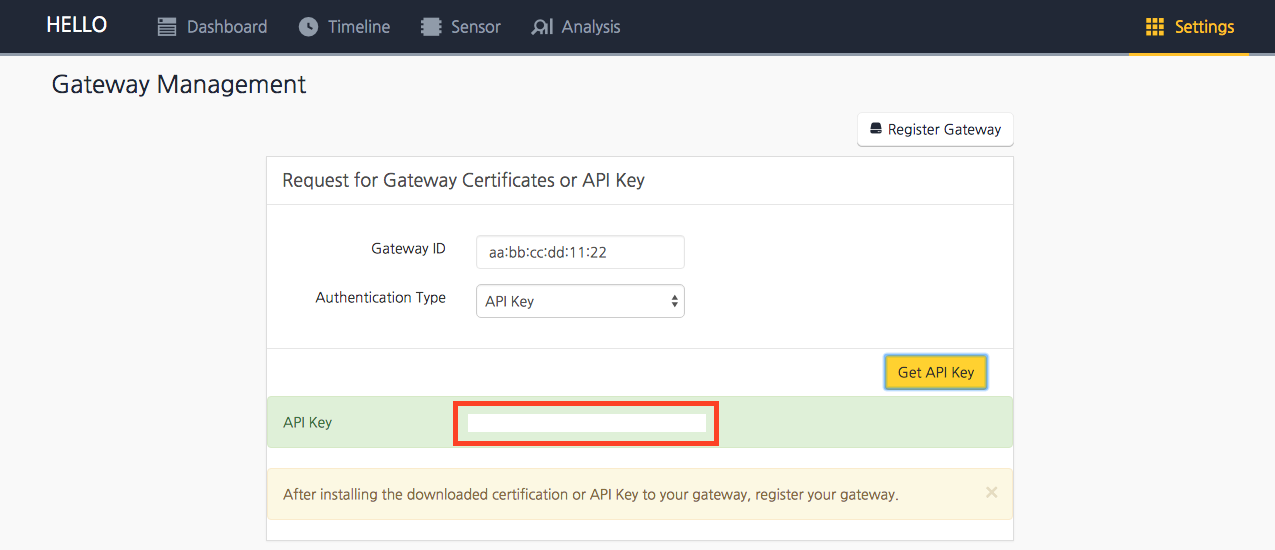 HELLO Dashboard Timeline Sensor Analysis Settings
Gateway Management
Register Gateway
Request for Gateway Certificates or API Key
Gateway ID aa:bb:cc:dd:11:22
Authentication Type API Key
Get API Key
API Key
After installing the downloaded certification or API Key to your gateway, register your gateway. ×